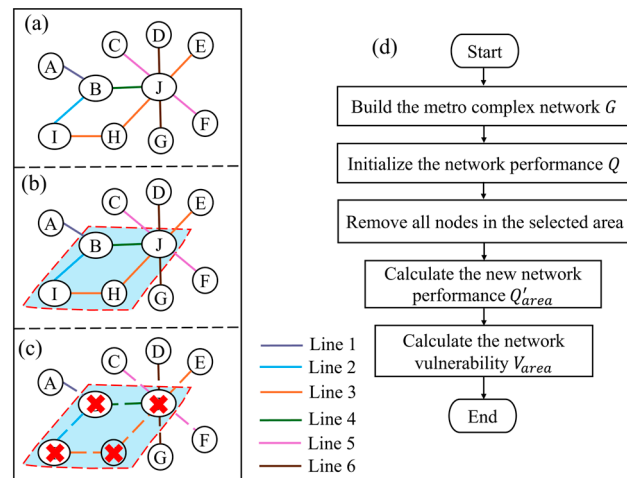 (a)
D
C
E
A
B
J
I
H
F
G
(b)
D
C
E
A
B
J
I
H
F
G
(c)
D
C
E
A
F
G
Line 1
Line 2
Line 3
Line 4
Line 5
Line 6
(d)
Start
Build the metro complex network G
Initialize the network performance Q
Remove all nodes in the selected area
Calculate the new network
performance Q'area
Calculate the network
vulnerability Varea
End